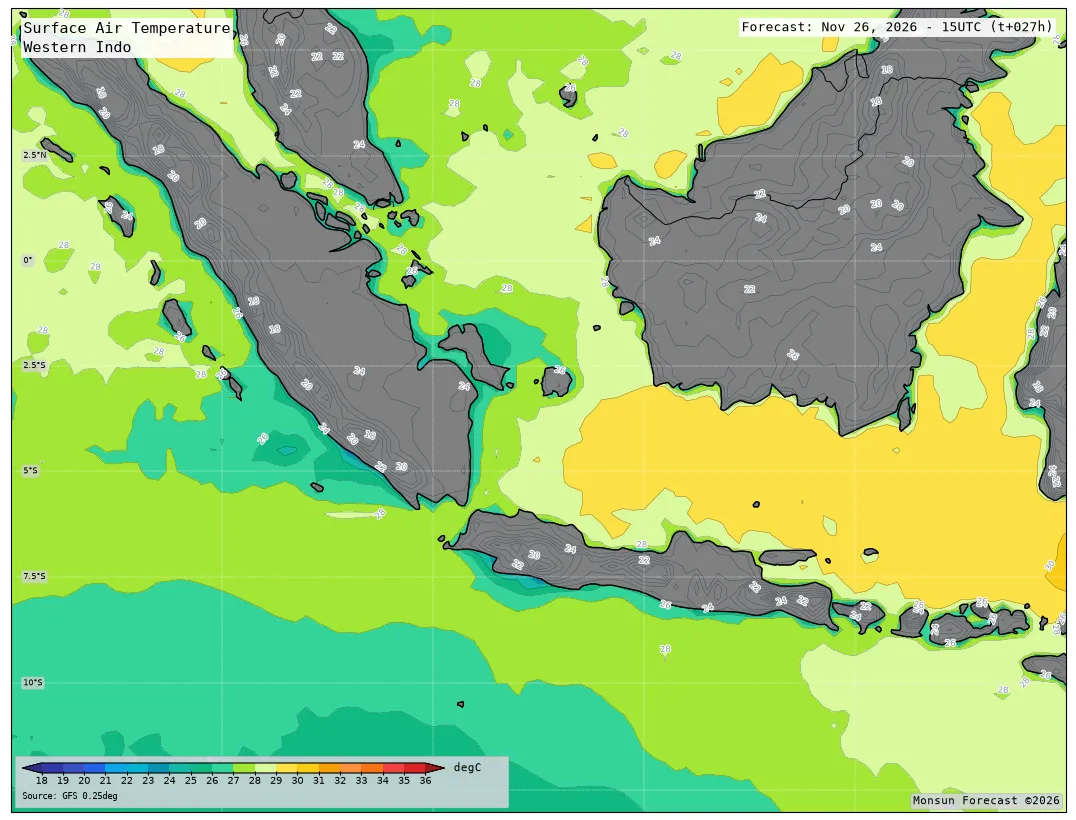 Surface Air Temperature
Western Indo
Forecast: Nov 26, 2026 - 15UTC (t+027h)
2.5°N
0°
2.5°S
5°S
7.5°S
10°S
18 19 20 21 22 23 24 25 26 27 28 29 30 31 32 33 34 35 36 degC
Source: GFS 0.25deg
Monsun Forecast ©2026